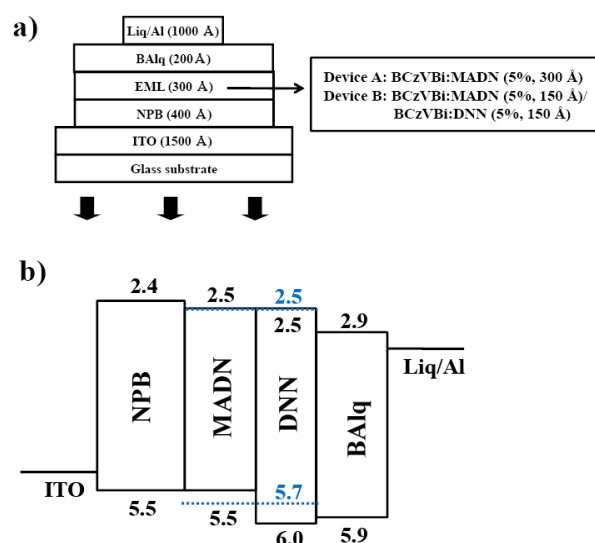 a)
Liq/Al (1000 Å)
BAlq (200 Å)
EML (300 Å)
NPB (400 Å)
ITO (1500 Å)
Glass substrate
Device A: BCzVBi:MADN (5%, 300 Å)
Device B: BCzVBi:MADN (5%, 150 Å)/
BCzVBi:DNN (5%, 150 Å)
b)
2.4
2.5
2.5
2.5
2.9
Liq/Al
NPB
MADN
DNN
BAlq
ITO
5.5
5.5
5.7
6.0
5.9